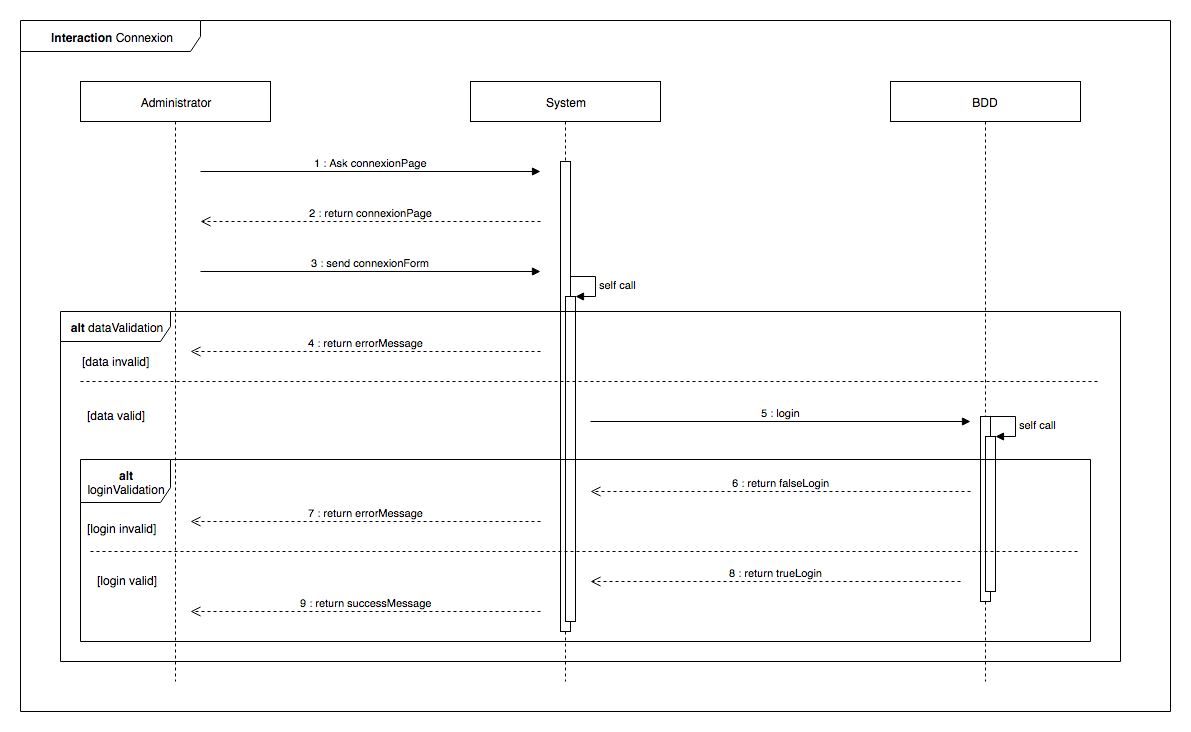 Interaction Connexion
Administrator
System
BDD
1 : Ask connexionPage
2 : return connexionPage
3 : send connexionForm
self call
alt dataValidation
4 : return errorMessage
[data invalid]
[data valid]
5 : login
self call
alt
loginValidation
6 : return falseLogin
7 : return errorMessage
[login invalid]
8 : return trueLogin
[login valid]
9 : return successMessage